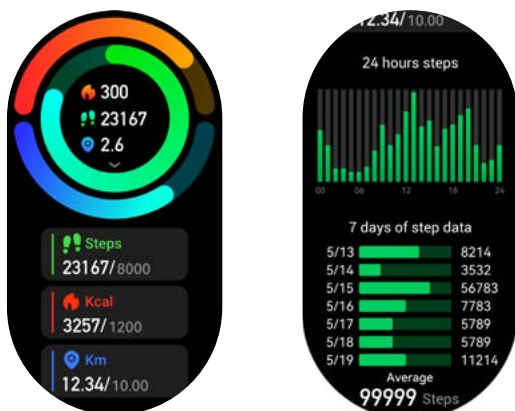 300
23167
2.6
Steps
23167/8000
Kcal
3257/1200
Km
12.34/10.00
12.34/10.00
24 hours steps
00 06 12 18 24
7 days of step data
5/13 8214
5/14 3532
5/15 56783
5/16 7783
5/17 5789
5/18 5789
5/19 11214
Average
99999 Steps